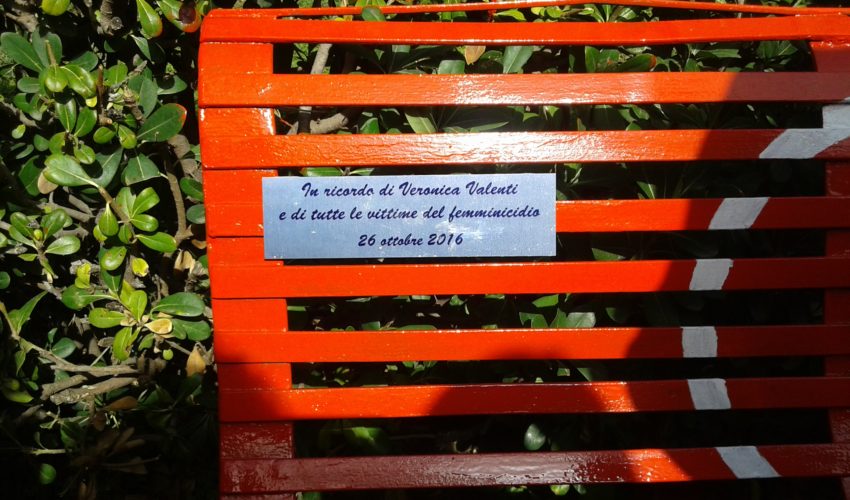 In ricordo di Veronica Valenti
e di tutte le vittime del femminicidio
26 ottobre 2016